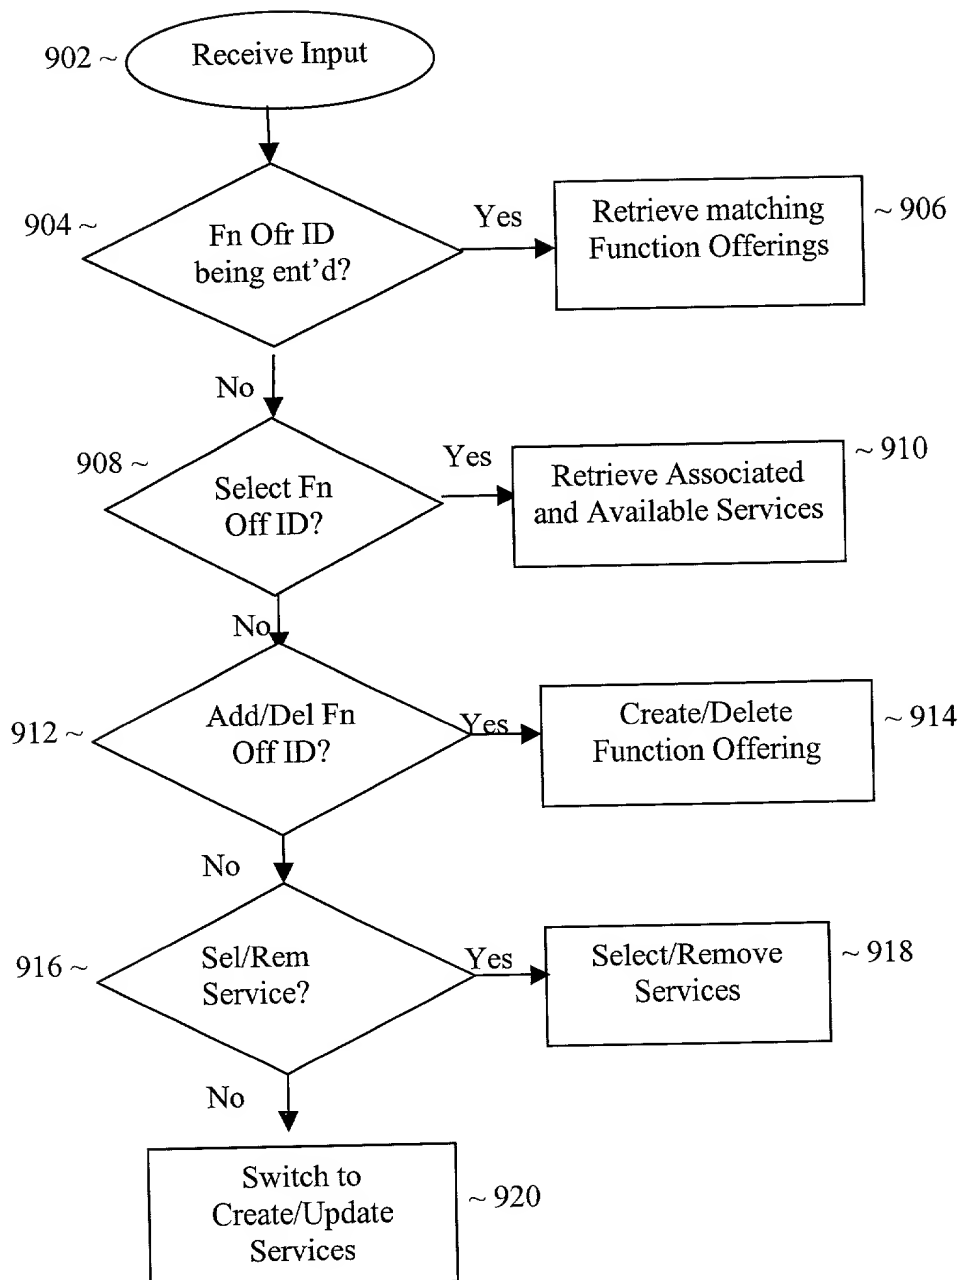 902 ~
Receive Input
904 ~
Fn Ofr ID
being ent'd?
Yes
Retrieve matching
Function Offerings
~ 906
No
908 ~
Select Fn
Off ID?
Yes
Retrieve Associated
and Available Services
~ 910
No
912 ~
Add/Del Fn
Off ID?
Yes
Create/Delete
Function Offering
~ 914
No
916 ~
Sel/Rem
Service?
Yes
Select/Remove
Services
~ 918
No
Switch to
Create/Update
Services
~ 920